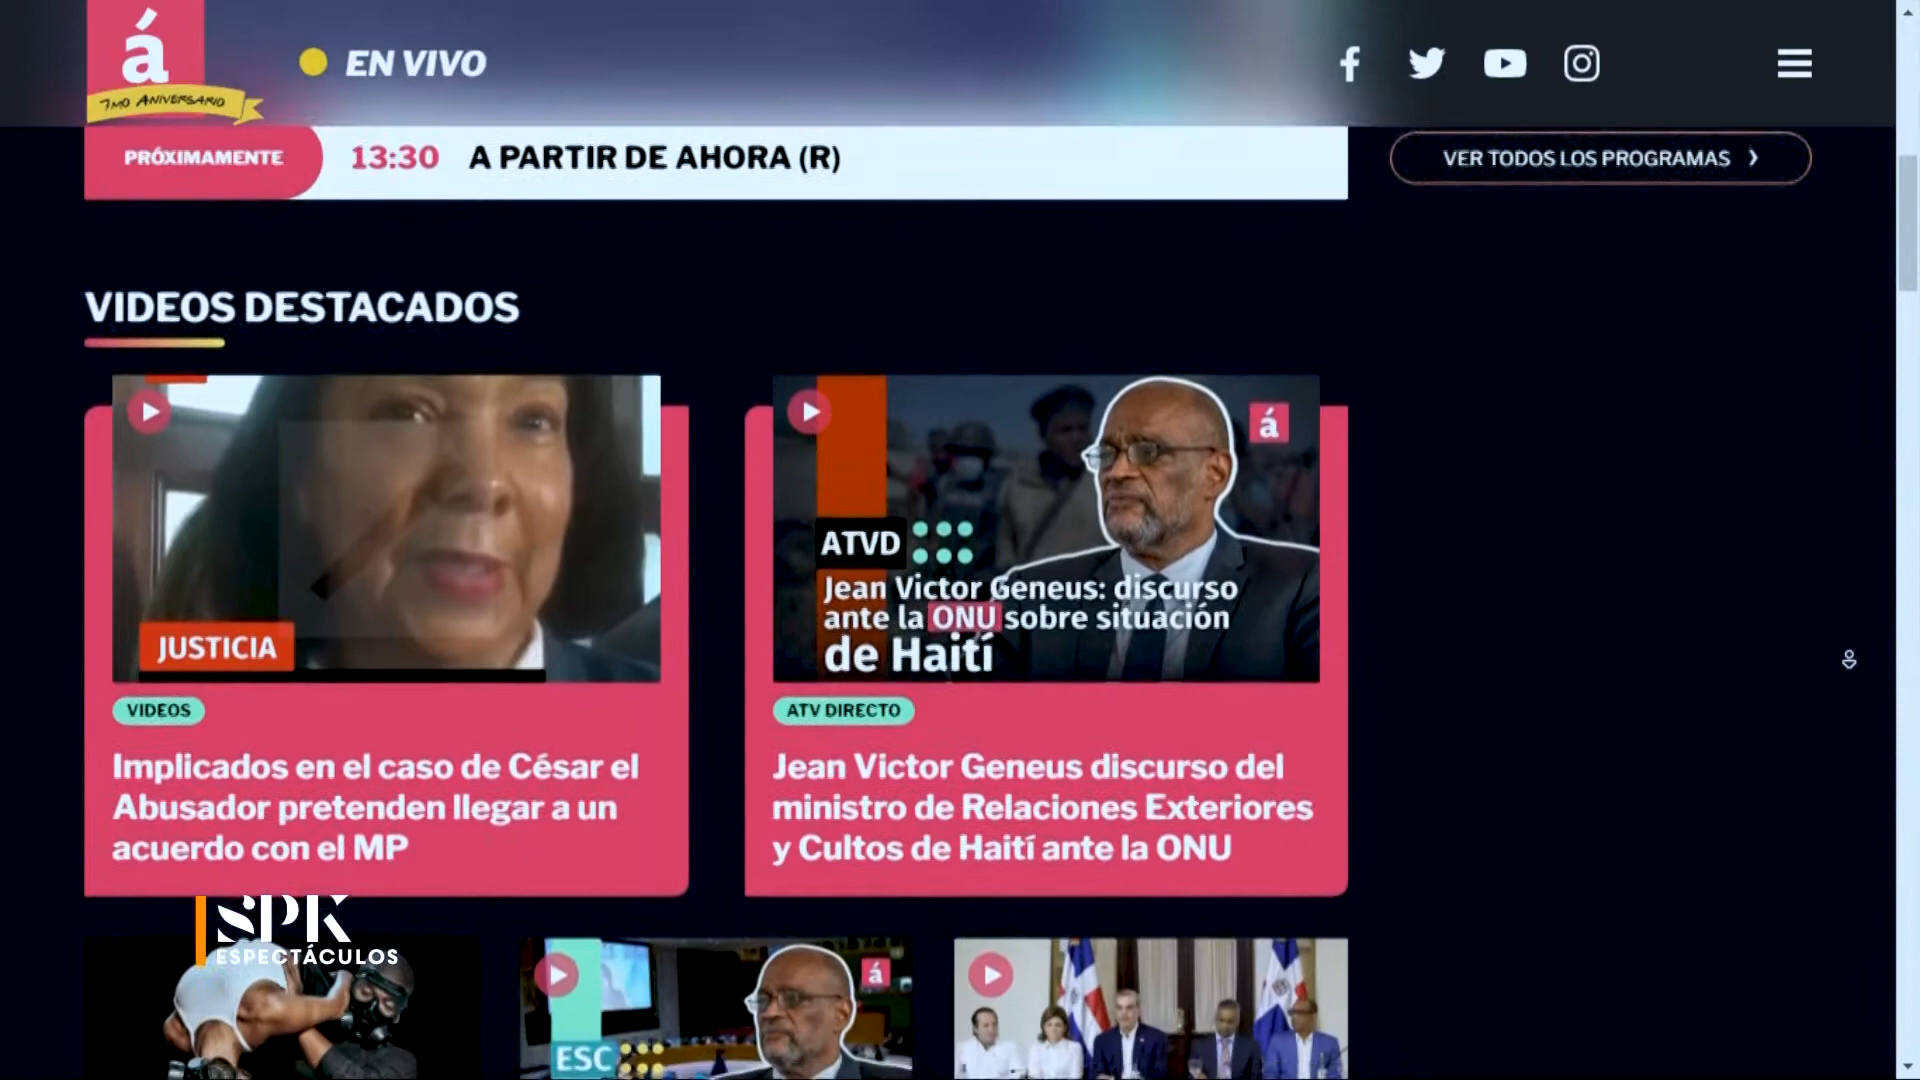 á
7MO ANIVERSARIO
EN VIVO
PRÓXIMAMENTE
13:30 A PARTIR DE AHORA (R)
VER TODOS LOS PROGRAMAS
VIDEOS DESTACADOS
JUSTICIA
VIDEOS
Implicados en el caso de César el
Abusador pretenden llegar a un
acuerdo con el MP
á
ATVD
Jean Victor Geneus: discurso
ante la ONU sobre situación
de Haití
ATV DIRECTO
Jean Victor Geneus discurso del
ministro de Relaciones Exteriores
y Cultos de Haití ante la ONU
SPK
ESPECTÁCULOS
á
ESC